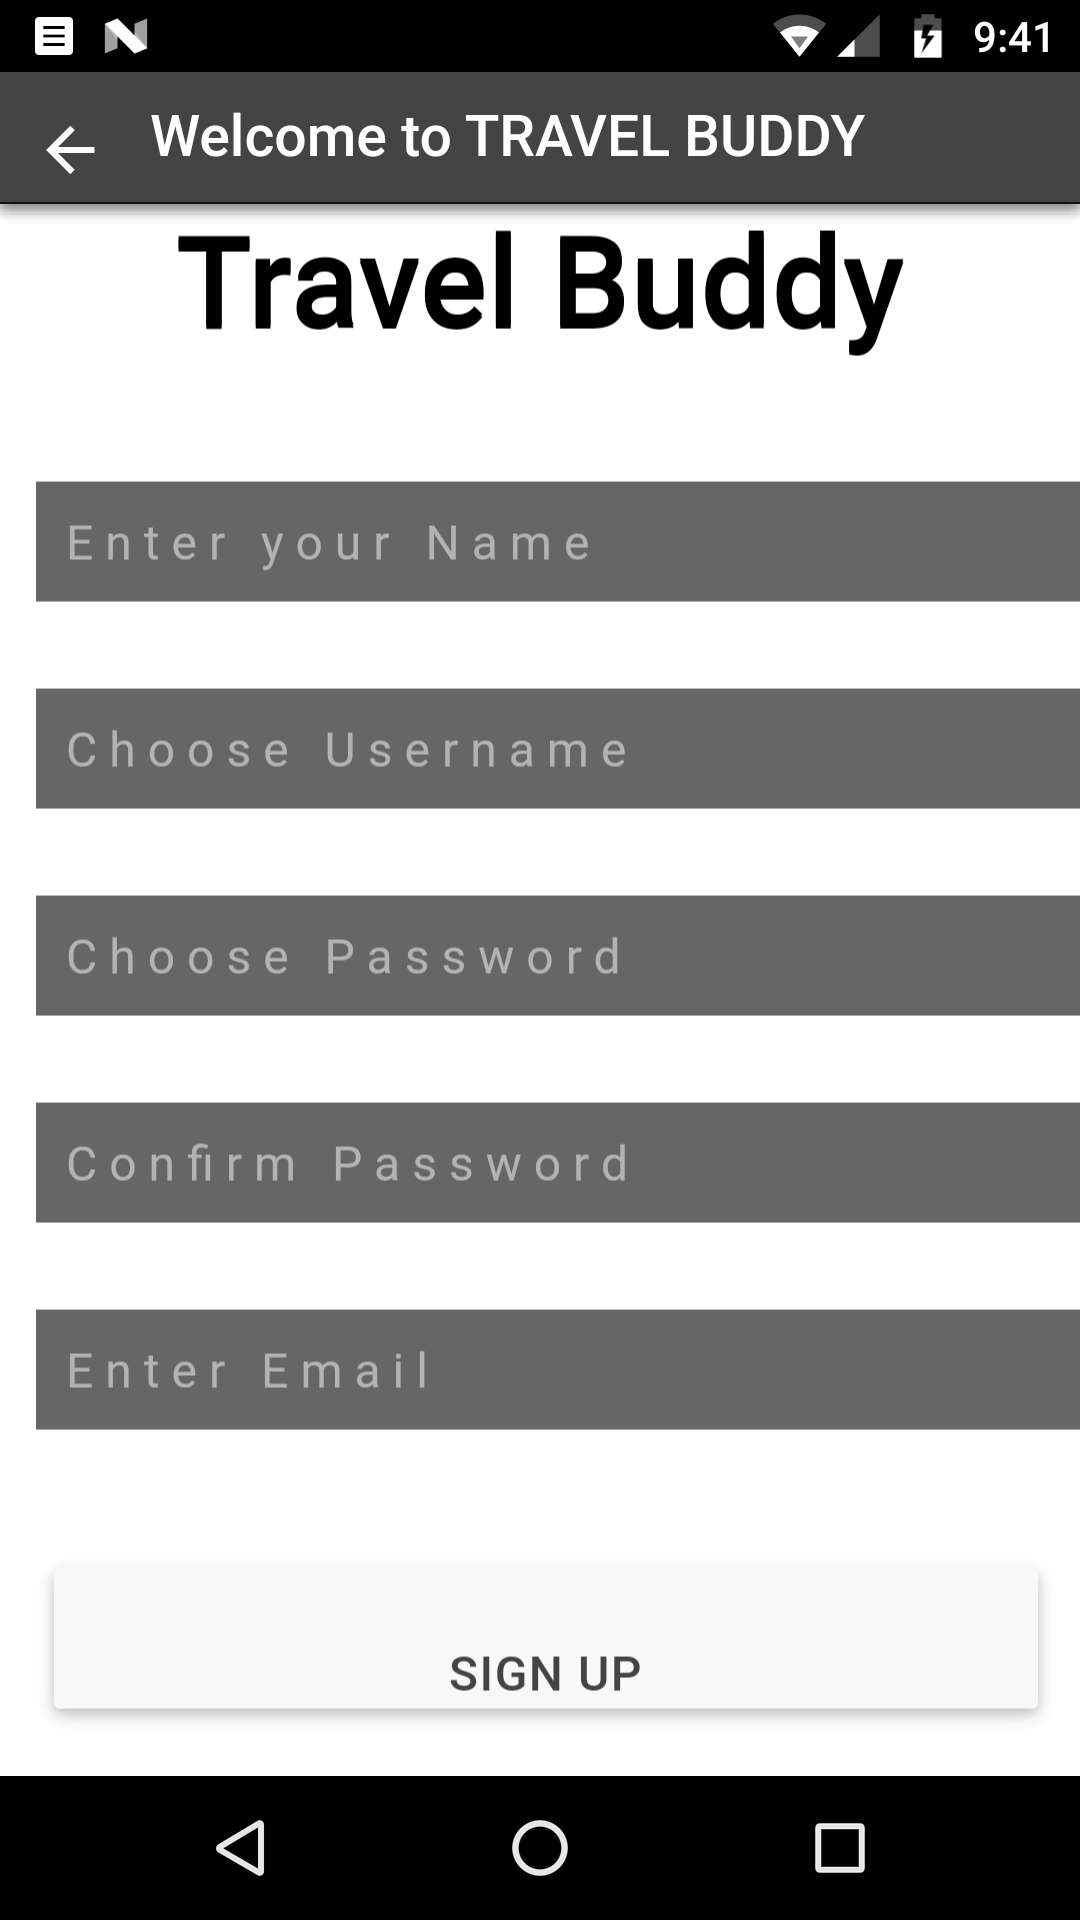 9:41
Welcome to TRAVEL BUDDY
Travel Buddy
Enter your Name
Choose Username
Choose Password
Confirm Password
Enter Email
SIGN UP